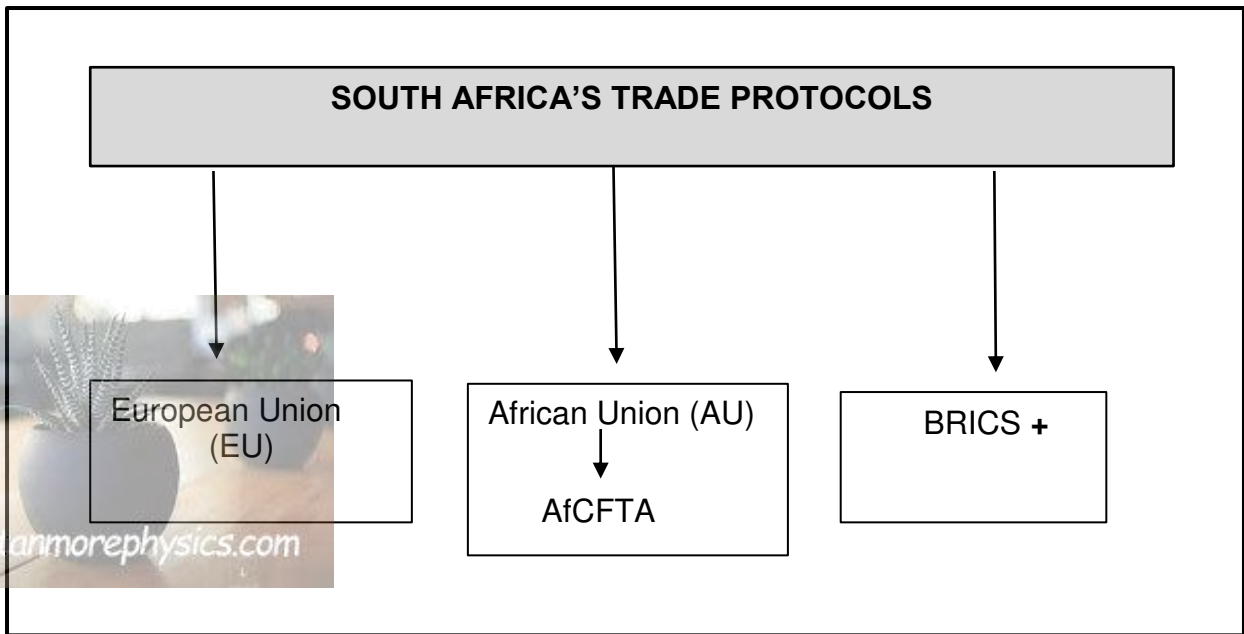 SOUTH AFRICA'S TRADE PROTOCOLS
European Union
(EU)
African Union (AU)
AfCFTA
BRICS +
anmorephysics.com